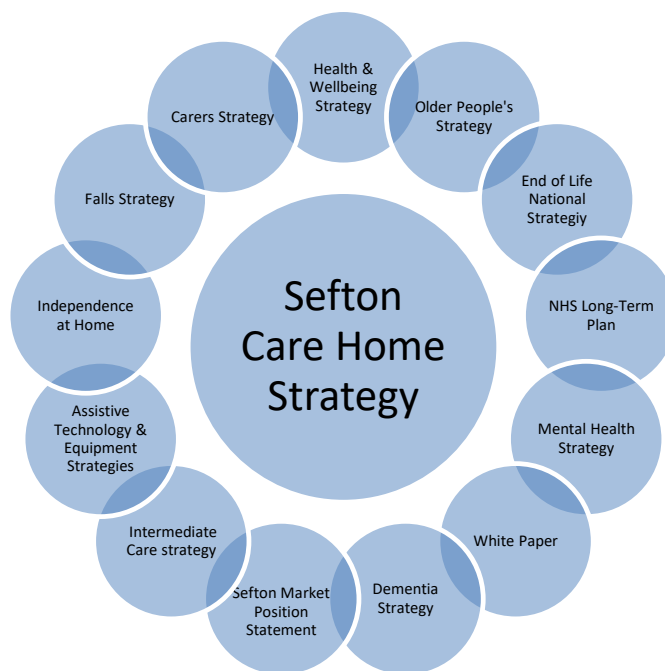 Health &
Wellbeing
Strategy
Older People's
Strategy
End of Life
National
Strategiy
NHS Long-Term
Plan
Mental Health
Strategy
White Paper
Dementia
Strategy
Sefton Market
Position
Statement
Intermediate
Care strategy
Assistive
Technology &
Equipment
Strategies
Independence
at Home
Falls Strategy
Carers Strategy
Sefton
Care Home
Strategy